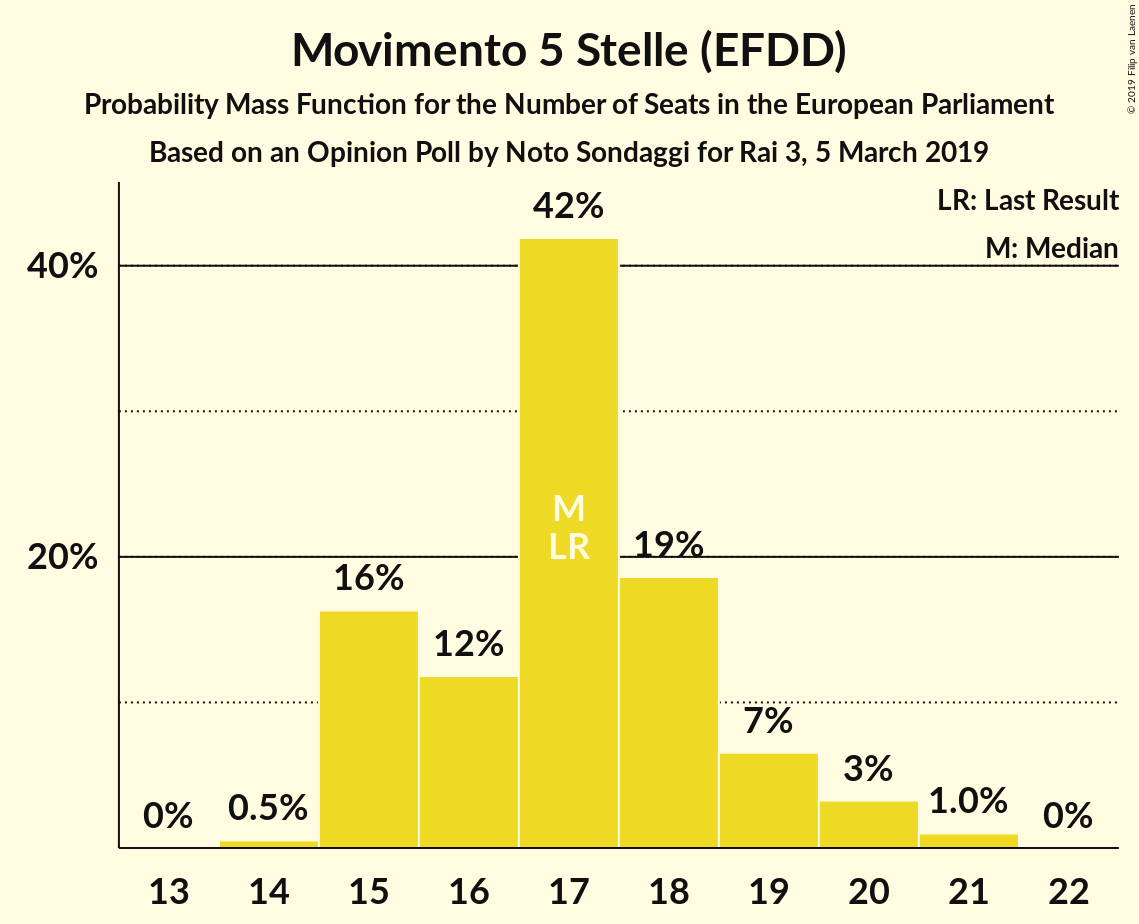 Movimento 5 Stelle (EFDD)
Probability Mass Function for the Number of Seats in the European Parliament
Based on an Opinion Poll by Noto Sondaggi for Rai 3, 5 March 2019
© 2019 Filip van Laenen
LR: Last Result
M: Median
40%
20%
0%
0.5%
16%
12%
42%
M
LR
19%
7%
3%
1.0%
0%
13 14 15 16 17 18 19 20 21 22